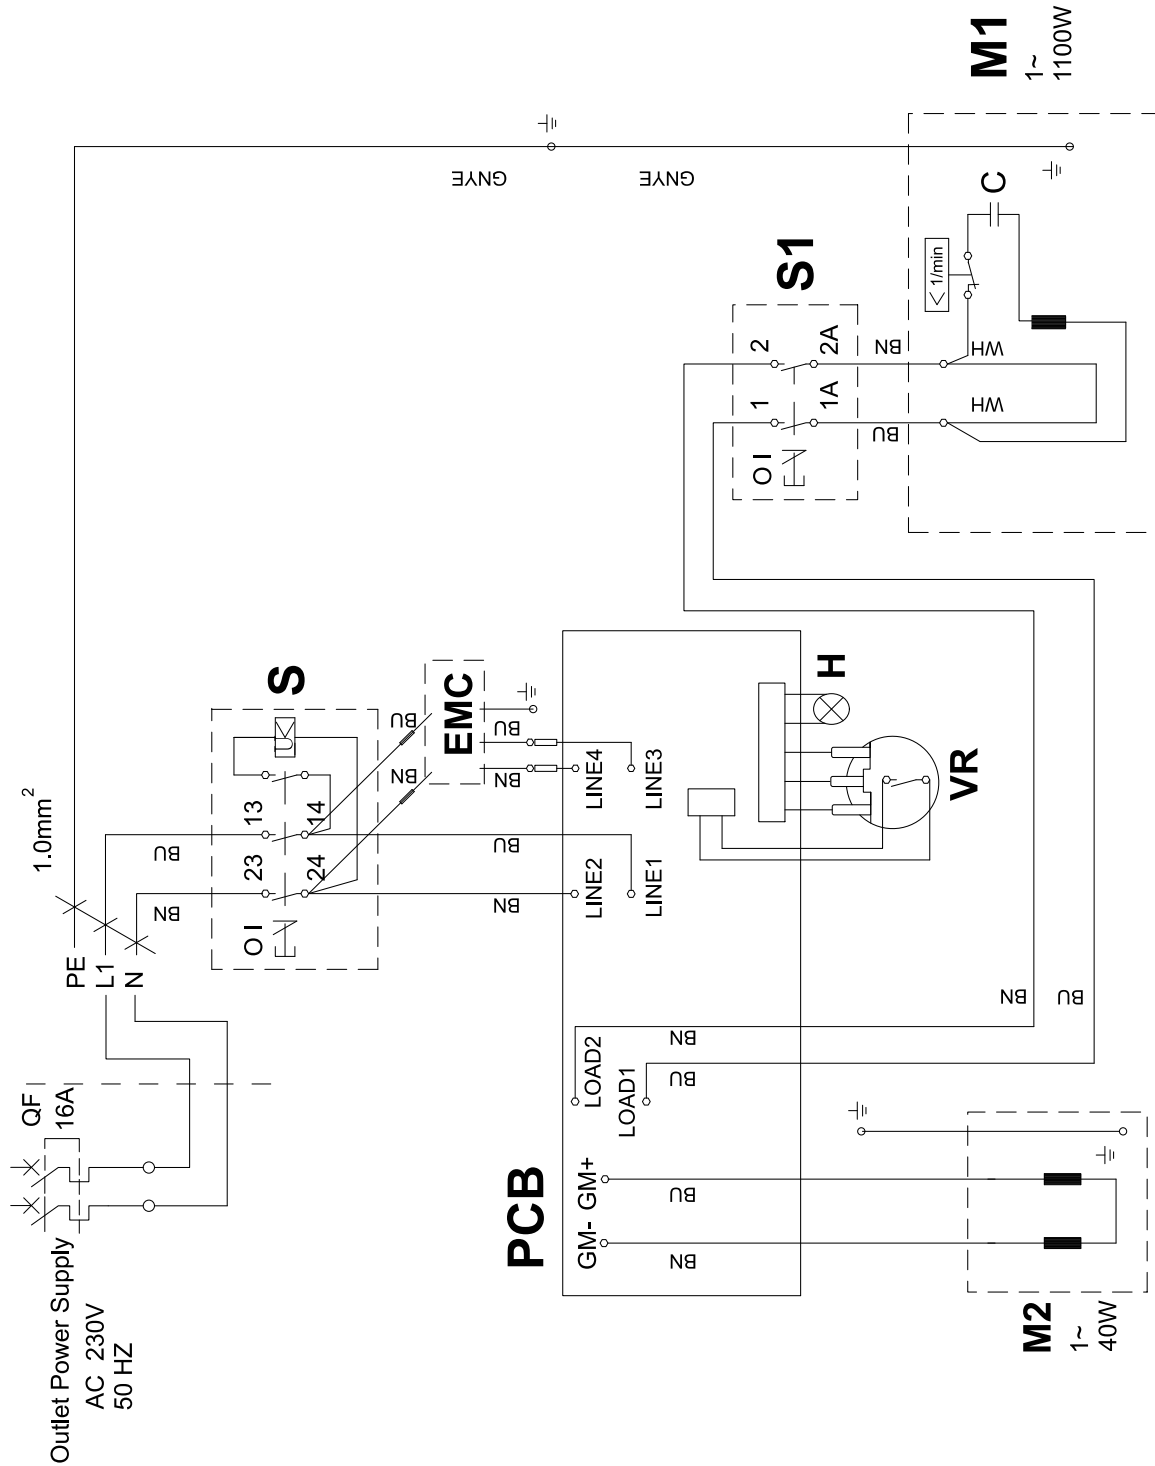 Outlet Power Supply
AC 230V
50 HZ
QF
16A
PE
L1
N
1.0mm²
BN
BU
S
O I
23
13
24
14
BN
BU
BN
BU
EMC
BN
BU
GNYE
GNYE
PCB
GM-
GM+
LOAD2
LOAD1
LINE2
LINE1
LINE4
LINE3
BN
BU
BN
BU
BN
BU
VR
H
S1
O I
1
2
1A
2A
BU
BN
WH
WH
< 1/min
C
M1
1~
1100W
M2
1~
40W